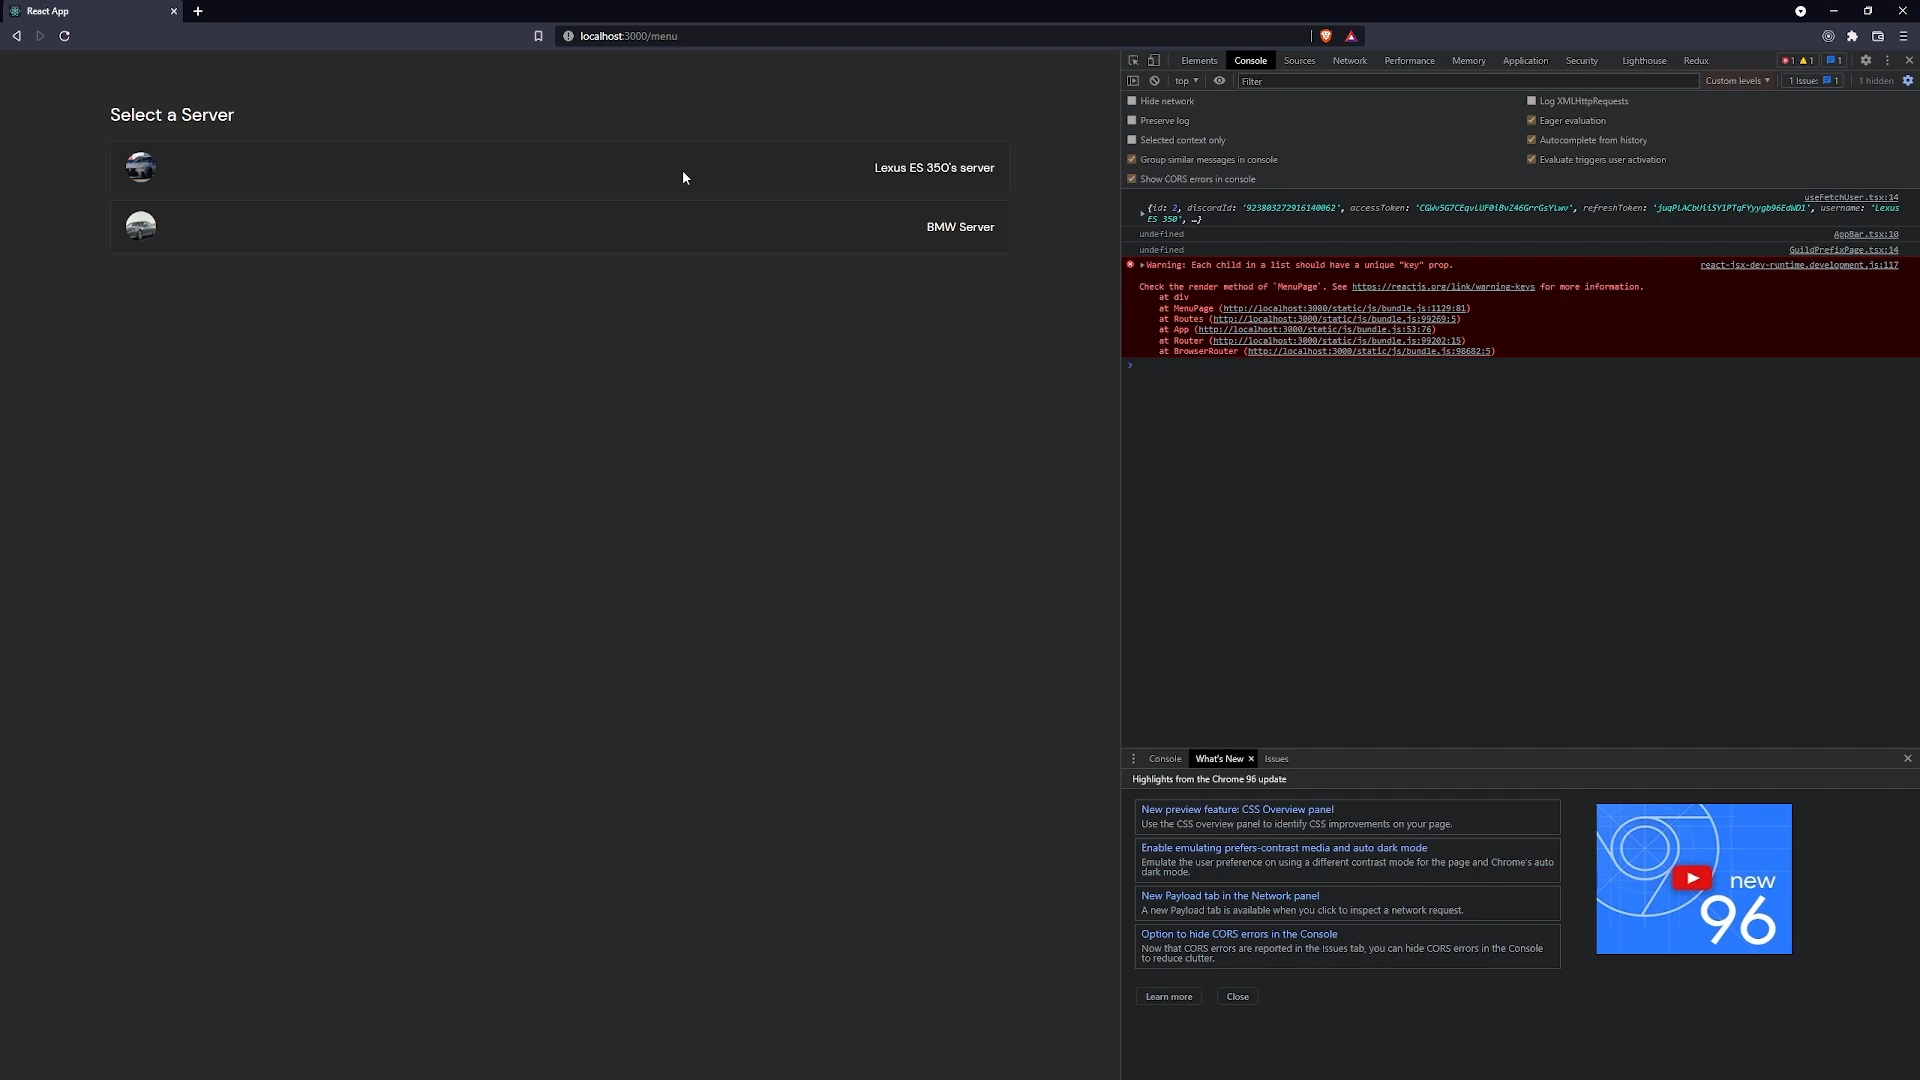 React App
localhost:3000/menu
Select a Server
Lexus ES 350's server
BMW Server
Elements Console Sources Network Performance Memory Application Security Lighthouse Redux 1 1 1
top Filter Custom levels 1 Issue: 1 1 hidden
Hide network
Log XMLHttpRequests
Preserve log
Eager evaluation
Selected context only
Autocomplete from history
Group similar messages in console
Evaluate triggers user activation
Show CORS errors in console
useFetchUser.tsx:14
{id: 2, discordId: '923803272916140062', accessToken: refreshToken: username: 'Lexus
ES 350', …}
undefined AppBar.tsx:10
undefined GuildPrefixPage.tsx:14
Warning: Each child in a list should have a unique "key" prop. react-jsx-dev-runtime.development.js:117
Check the render method of `MenuPage`. See https://reactjs.org/link/warning-keys for more information.
at div
at MenuPage (http://localhost:3000/static/js/bundle.js:1129:81)
at Routes (http://localhost:3000/static/js/bundle.js:99269:5)
at App (http://localhost:3000/static/js/bundle.js:53:76)
at Router (http://localhost:3000/static/js/bundle.js:99202:15)
at BrowserRouter (http://localhost:3000/static/js/bundle.js:98682:5)
Console What's New Issues
Highlights from the Chrome 96 update
New preview feature: CSS Overview panel
Use the CSS overview panel to identify CSS improvements on your page.
Enable emulating prefers-contrast media and auto dark mode
Emulate the user preference on using a different contrast mode for the page and Chrome's auto
dark mode.
New Payload tab in the Network panel
A new Payload tab is available when you click to inspect a network request.
Option to hide CORS errors in the Console
Now that CORS errors are reported in the Issues tab, you can hide CORS errors in the Console
to reduce clutter.
new
96
Learn more Close